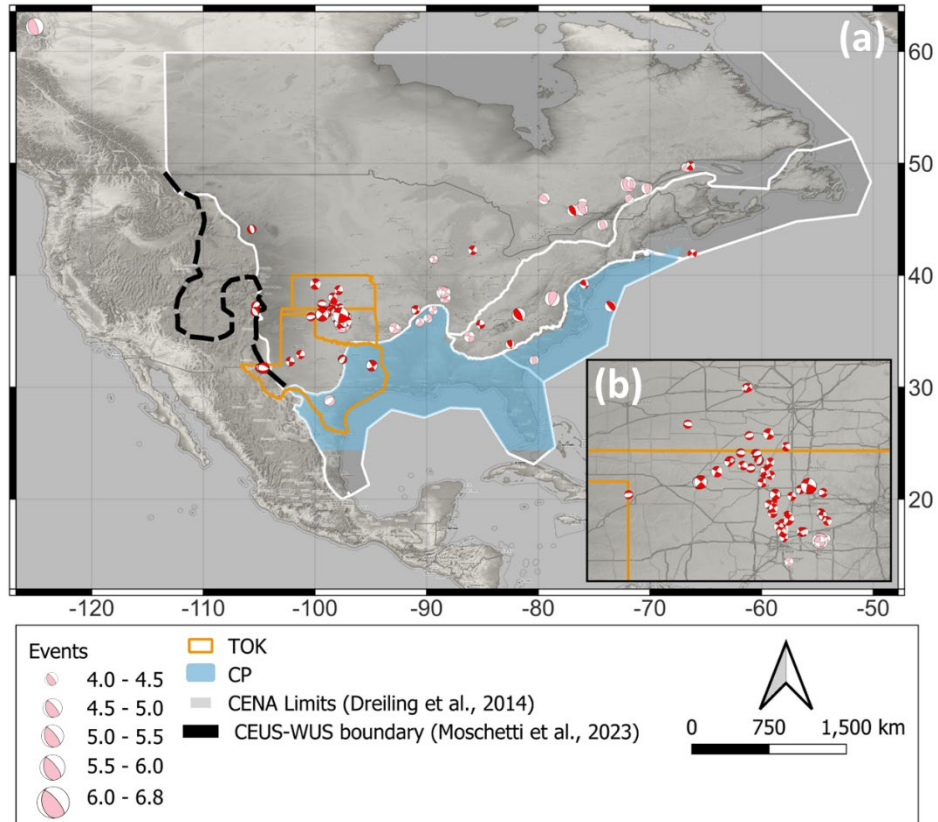 (a)
60
50
40
30
20
(b)
-120 -110 -100 -90 -80 -70 -60 -50
Events
4.0 - 4.5
4.5 - 5.0
5.0 - 5.5
5.5 - 6.0
6.0 - 6.8
TOK
CP
CENA Limits (Dreiling et al., 2014)
CEUS-WUS boundary (Moschetti et al., 2023)
0 750 1,500 km